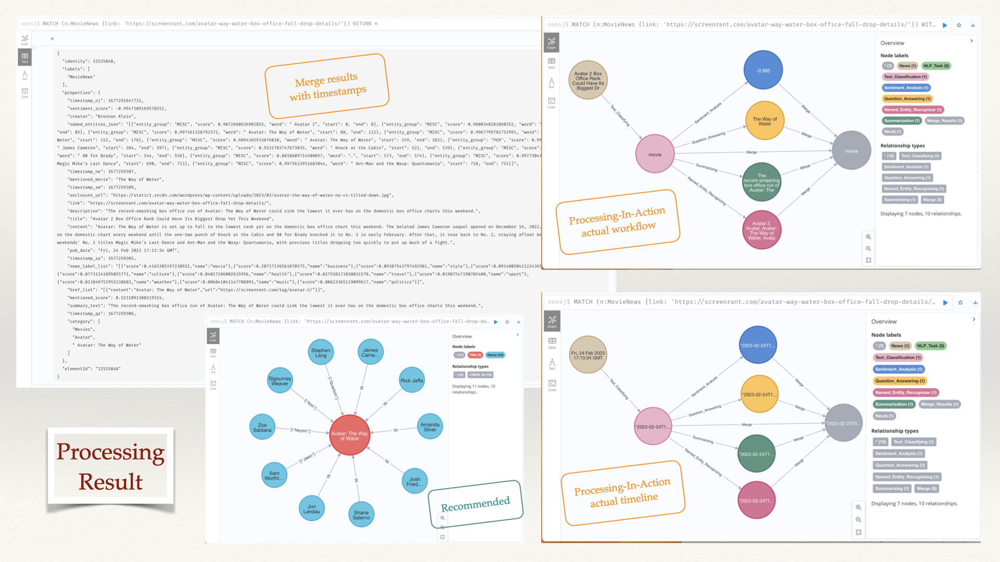 neo4j$ MATCH (n:MovieNews {link: 'https://screenrant.com/avatar-way-water-box-office-fall-drop-details/'}) RETURN n
Graph
Table
Text
Code
n
1
{
"identity": 32535848,
"labels": [
"MovieNews"
],
"properties": {
"timestamp_nj": 1677292647731,
"sentiment_score": -0.9947509169578552,
"creator": "Brennan Klein",
"named_entities_json": "[{"entity_group": "MISC", "score": 0.9872660636901855, "word": " Avatar 2", "start": 0, "end": 8}, {"entity_group": "MISC", "score": 0.9800348281860352, "word": "
"end": 85}, {"entity_group": "MISC", "score": 0.997161328792572, "word": " Avatar: The Way of Water", "start": 88, "end": 112}, {"entity_group": "MISC", "score": 0.9967799782752991, "word":
Water", "start": 152, "end": 176}, {"entity_group": "MISC", "score": 0.9894385933876038, "word": " Avatar: The Way of Water", "start": 259, "end": 283}, {"entity_group": "PER", "score": 0.99
" James Cameron", "start": 384, "end": 397}, {"entity_group": "MISC", "score": 0.9231783747673035, "word": " Knock at the Cabin", "start": 521, "end": 539}, {"entity_group": "MISC", "score":
"word": " 80 for Brady", "start": 544, "end": 556}, {"entity_group": "MISC", "score": 0.8818609714508057, "word": ".", "start": 573, "end": 574}, {"entity_group": "MISC", "score": 0.99773043
Magic Mike's Last Dance", "start": 690, "end": 713}, {"entity_group": "MISC", "score": 0.9975613951683044, "word": " Ant-Man and the Wasp: Quantumania", "start": 718, "end": 751}]",
"timestamp_ne": 1677259307,
"mentioned_movie": "The Way of Water",
"timestamp_sm": 1677259309,
"enclosure_url": "https://static1.srcdn.com/wordpress/wp-content/uploads/2023/02/avatar-the-way-of-water-na-vi-tilted-down.jpg",
"link": "https://screenrant.com/avatar-way-water-box-office-fall-drop-details/",
"description": "The record-smashing box office run of Avatar: The Way of Water could sink the lowest it ever has on the domestic box office charts this weekend.",
"title": "Avatar 2 Box Office Rank Could Have Its Biggest Drop Yet This Weekend",
"content": "Avatar: The Way of Water is set up to fall to the lowest rank yet on the domestic box office chart this weekend. The belated James Cameron sequel opened on December 16, 2022,
on the domestic chart every weekend until the one-two punch of Knock at the Cabin and 80 for Brady knocked it to No. 3 in early February. After that, it rose back to No. 2, staying afloat be
weekends' No. 1 titles Magic Mike's Last Dance and Ant-Man and the Wasp: Quantumania, with previous titles dropping too quickly to put up much of a fight.",
"pub_date": "Fri, 24 Feb 2023 17:13:34 GMT",
"timestamp_sa": 1677259305,
"news_label_list": "[{"score":0.4165305197238922,"name":"movie"},{"score":0.20717136561870575,"name":"business"},{"score":0.09387543797492981,"name":"style"},{"score":0.0914005041122436
{"score":0.07731141895055771,"name":"culture"},{"score":0.04017286002635956,"name":"health"},{"score":0.027538171038031578,"name":"travel"},{"score":0.01907547190785408,"name":"sport"},
{"score":0.013849752955138683,"name":"weather"},{"score":0.006841041147708893,"name":"music"},{"score":0.00623365119099617,"name":"politics"}]",
"href_list": "[{"content":"Avatar: The Way of Water","url":"https://screenrant.com/tag/avatar-2/"}]",
"mentioned_score": 0.5231091380119324,
"summary_text": "The record-smashing box office run of Avatar: The Way of Water could sink the lowest it ever has on the domestic box office charts this weekend.",
"timestamp_qa": 1677259306,
"category": [
"Movies",
"Avatar",
" Avatar: The Way of Water"
]
},
"elementId": "32535848"
}
Merge results
with timestamps
neo4j$ MATCH (n:MovieNews {link: 'https://screenrant.com/avatar-way-water-box-office-fall-drop-details/'}) WIT...
Graph
Table
Text
Code
Avatar 2 Box
Office Rank
Could Have Its
Biggest Dr
Text_Classifying
movie
Sentiment_Analysis
Question_Answering
Merge
Summarizing
Named_Entity_Recognizing
-0.995
The Way of
Water
The
record-smashing
box office run of
Avatar: The
Avatar 2,
Avatar, Avatar:
The Way of
Water, Avata
Merge
Merge
Merge
Merge
movie
Overview
Node labels
* (7)
News (1)
NLP_Task (5)
Text_Classification (1)
Sentiment_Analysis (1)
Question_Answering (1)
Named_Entity_Recognizer (1)
Summarization (1)
Merge_Results (1)
Neo4j (1)
Relationship types
* (10)
Text_Classifying (1)
Sentiment_Analysis (1)
Question_Answering (1)
Named_Entity_Recognizing (1)
Summarizing (1)
Merge (5)
Displaying 7 nodes, 10 relationships.
Processing-In-Action
actual workflow
neo4j$ MATCH (n:MovieNews {link: 'https://screenrant.com/avatar-way-water-box-office-fall-drop-de...
Graph
Table
Text
Code
Stephen
Lang
James
Came...
Sigourney
Weaver
Rick Jaffa
Zoe
Saldana
Amanda
Silver
Sam
Worthi...
Josh
Fried...
Jon
Landau
Shane
Salerno
Avatar: The Way
of Water
[\"Quaritch\"]
\N
[\"Kiri\"]
\N
[\"Neytiri\"]
\N
[\"Jake\"]
\N
\N
\N
Overview
Node labels
* (11)
Title (1)
Name (10)
Relationship types
* (10)
CREW_IN (10)
Displaying 11 nodes, 10
relationships.
Recommended
neo4j$ MATCH (n:MovieNews {link: 'https://screenrant.com/avatar-way-water-box-office-fall-drop-details/...
Graph
Table
Text
Code
Fri, 24 Feb 2023
17:13:34 GMT
Text_Classifying
"2023-02-24T1...
Sentiment_Analysis
Question_Answering
Merge
Summarizing
Named_Entity_Recognizing
"2023-02-24T1...
"2023-02-24T1...
"2023-02-24T1...
"2023-02-24T1...
Merge
Merge
Merge
Merge
"2023-02-25T0...
Overview
Node labels
* (7)
News (1)
NLP_Task (5)
Text_Classification (1)
Sentiment_Analysis (1)
Question_Answering (1)
Named_Entity_Recognizer (1)
Summarization (1)
Merge_Results (1)
Neo4j (1)
Relationship types
* (10)
Text_Classifying (1)
Sentiment_Analysis (1)
Question_Answering (1)
Named_Entity_Recognizing (1)
Summarizing (1)
Merge (5)
Displaying 7 nodes, 10 relationships.
Processing-In-Action
actual timeline
Processing
Result